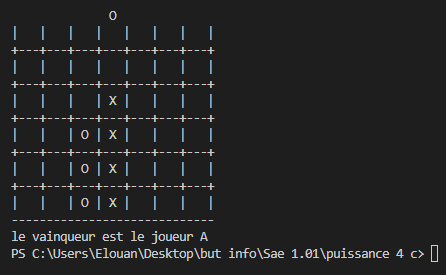 O
|   |   |   |   |   |   |   |
+---+---+---+---+---+---+---+
|   |   |   |   |   |   |   |
+---+---+---+---+---+---+---+
|   |   |   | X |   |   |   |
+---+---+---+---+---+---+---+
|   |   | O | X |   |   |   |
+---+---+---+---+---+---+---+
|   |   | O | X |   |   |   |
+---+---+---+---+---+---+---+
|   |   | O | X |   |   |   |
-----------------------------
le vainqueur est le joueur A
PS C:\Users\Elouan\Desktop\but info\Sae 1.01\puissance 4 c>